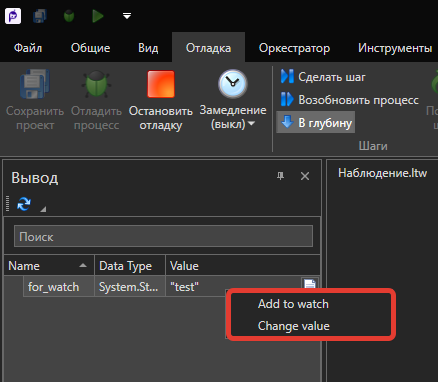 Файл Общие Вид Отладка Оркестратор Инструменты
Сохранить проект
Отладить процесс
Остановить отладку
Замедление (выкл)
Сделать шаг
Возобновить процесс
В глубину
Шаги
Вывод
Наблюдение.ltw
Поиск
Name Data Type Value
for_watch System.St... "test"
Add to watch
Change value